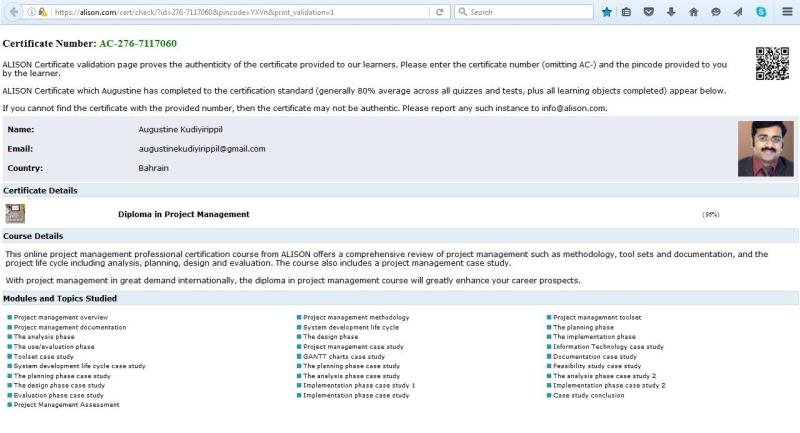 https://alison.com/cert/check/?id=276-7117060&pincode=YXVn&print_validation=1
Search
Certificate Number: AC-276-7117060
ALISON Certificate validation page proves the authenticity of the certificate provided to our learners. Please enter the certificate number (omitting AC-) and the pincode provided to you
by the learner.
ALISON Certificate which Augustine has completed to the certification standard (generally 80% average across all quizzes and tests, plus all learning objects completed) appear below.
If you cannot find the certificate with the provided number, then the certificate may not be authentic. Please report any such instance to info@alison.com.
Name: Augustine Kudiyirippil
Email: augustinekudiyirippil@gmail.com
Country: Bahrain
Certificate Details
Diploma in Project Management (96%)
Course Details
This online project management professional certification course from ALISON offers a comprehensive review of project management such as methodology, tool sets and documentation, and the
project life cycle including analysis, planning, design and evaluation. The course also includes a project management case study.
With project management in great demand internationally, the diploma in project management course will greatly enhance your career prospects.
Modules and Topics Studied
Project management overview Project management methodology Project management toolset
Project management documentation System development life cycle The planning phase
The analysis phase The design phase The implementation phase
The use/evaluation phase Project management case study Information Technology case study
Toolset case study GANTT charts case study Documentation case study
System development life cycle case study The planning phase case study Feasibility study case study
The planning phase case study The analysis phase case study The analysis phase case study 2
The design phase case study Implementation phase case study 1 Implementation phase case study 2
Evaluation phase case study Implementation phase case study Case study conclusion
Project Management Assessment